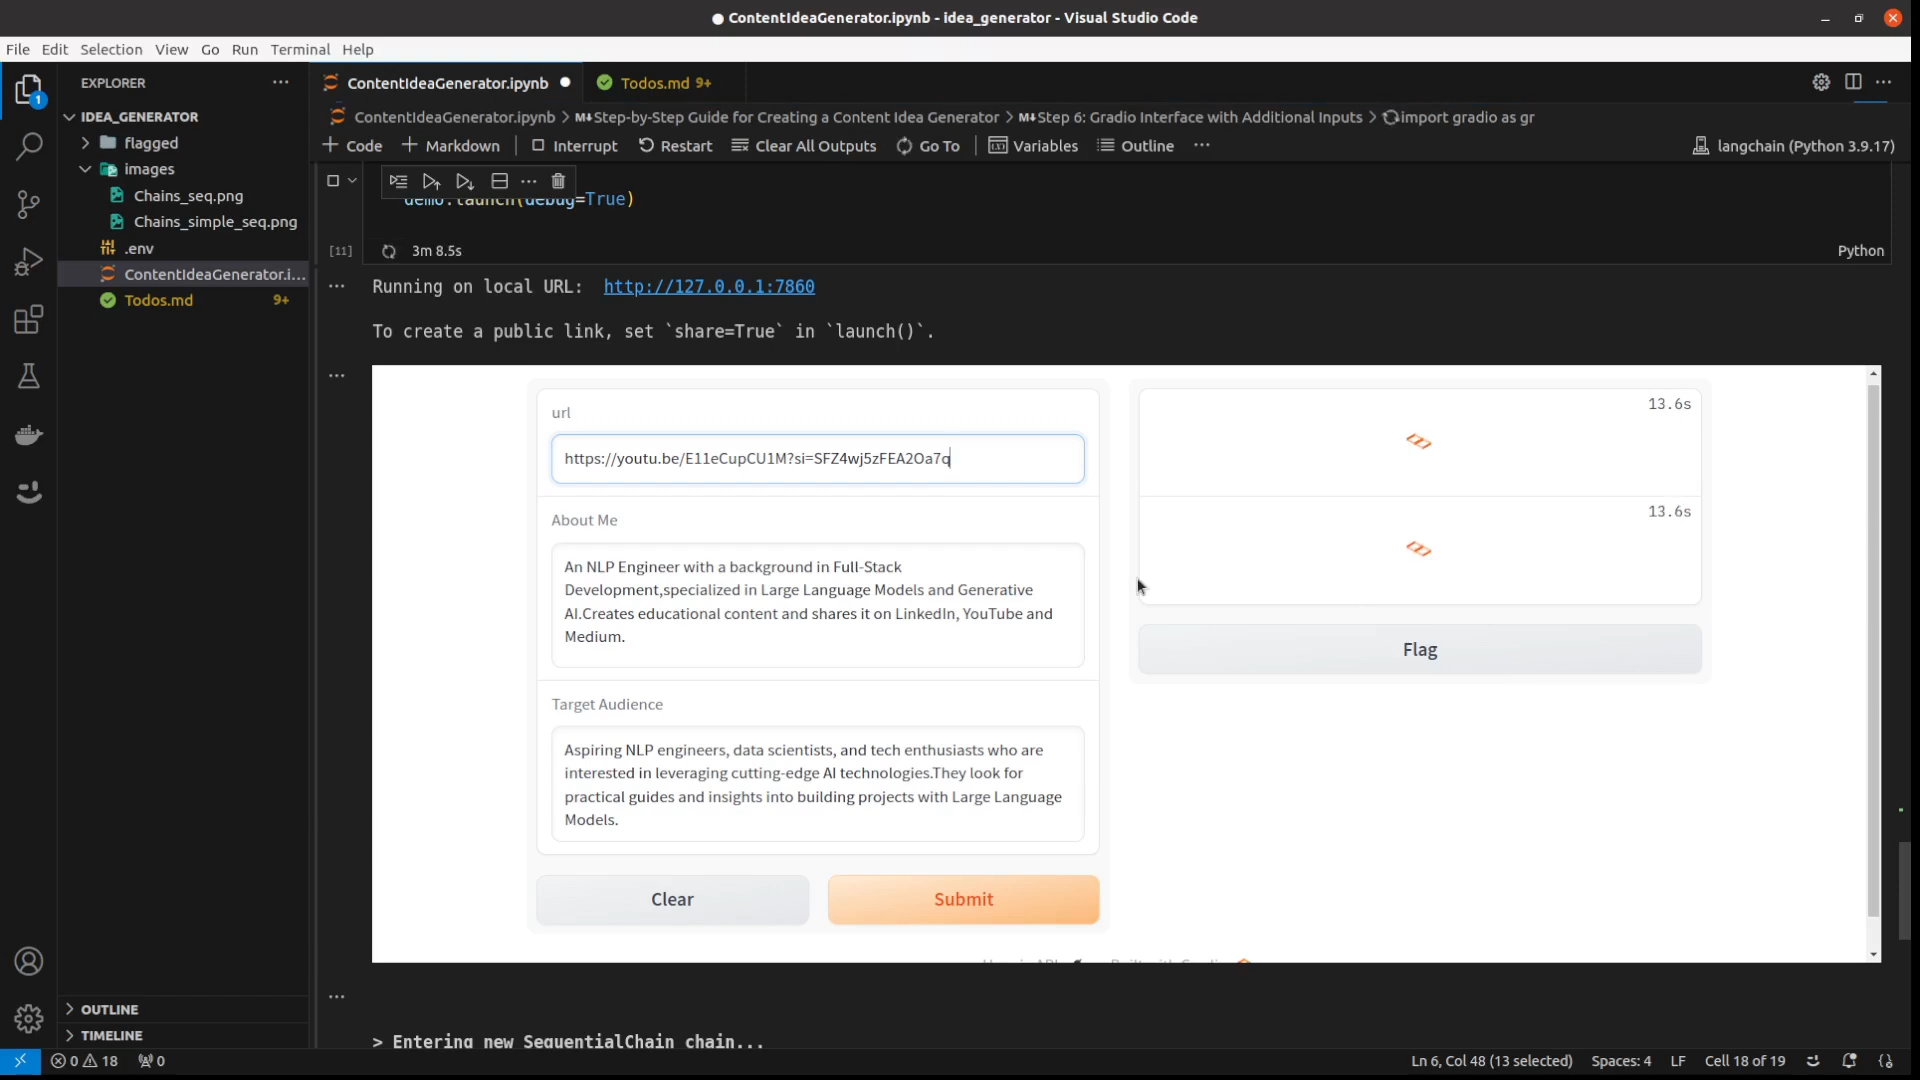 ● ContentIdeaGenerator.ipynb - idea_generator - Visual Studio Code
File Edit Selection View Go Run Terminal Help
EXPLORER
ContentIdeaGenerator.ipynb ●
Todos.md 9+
1
IDEA_GENERATOR
flagged
images
Chains_seq.png
Chains_simple_seq.png
.env
ContentIdeaGenerator.i...
Todos.md 9+
ContentIdeaGenerator.ipynb > M↓Step-by-Step Guide for Creating a Content Idea Generator > M↓Step 6: Gradio Interface with Additional Inputs > import gradio as gr
+ Code + Markdown Interrupt Restart Clear All Outputs Go To Variables Outline ...
langchain (Python 3.9.17)
demo.launch(debug=True)
[11] 3m 8.5s
Python
Running on local URL: http://127.0.0.1:7860
To create a public link, set `share=True` in `launch()`.
url
https://youtu.be/E11eCupCU1M?si=SFZ4wj5zFEA2Oa7q
About Me
An NLP Engineer with a background in Full-Stack
Development,specialized in Large Language Models and Generative
AI.Creates educational content and shares it on LinkedIn, YouTube and
Medium.
Target Audience
Aspiring NLP engineers, data scientists, and tech enthusiasts who are
interested in leveraging cutting-edge AI technologies.They look for
practical guides and insights into building projects with Large Language
Models.
Clear
Submit
13.6s
13.6s
Flag
> Entering new SequentialChain chain...
OUTLINE
TIMELINE
0 18 0
Ln 6, Col 48 (13 selected) Spaces: 4 LF Cell 18 of 19